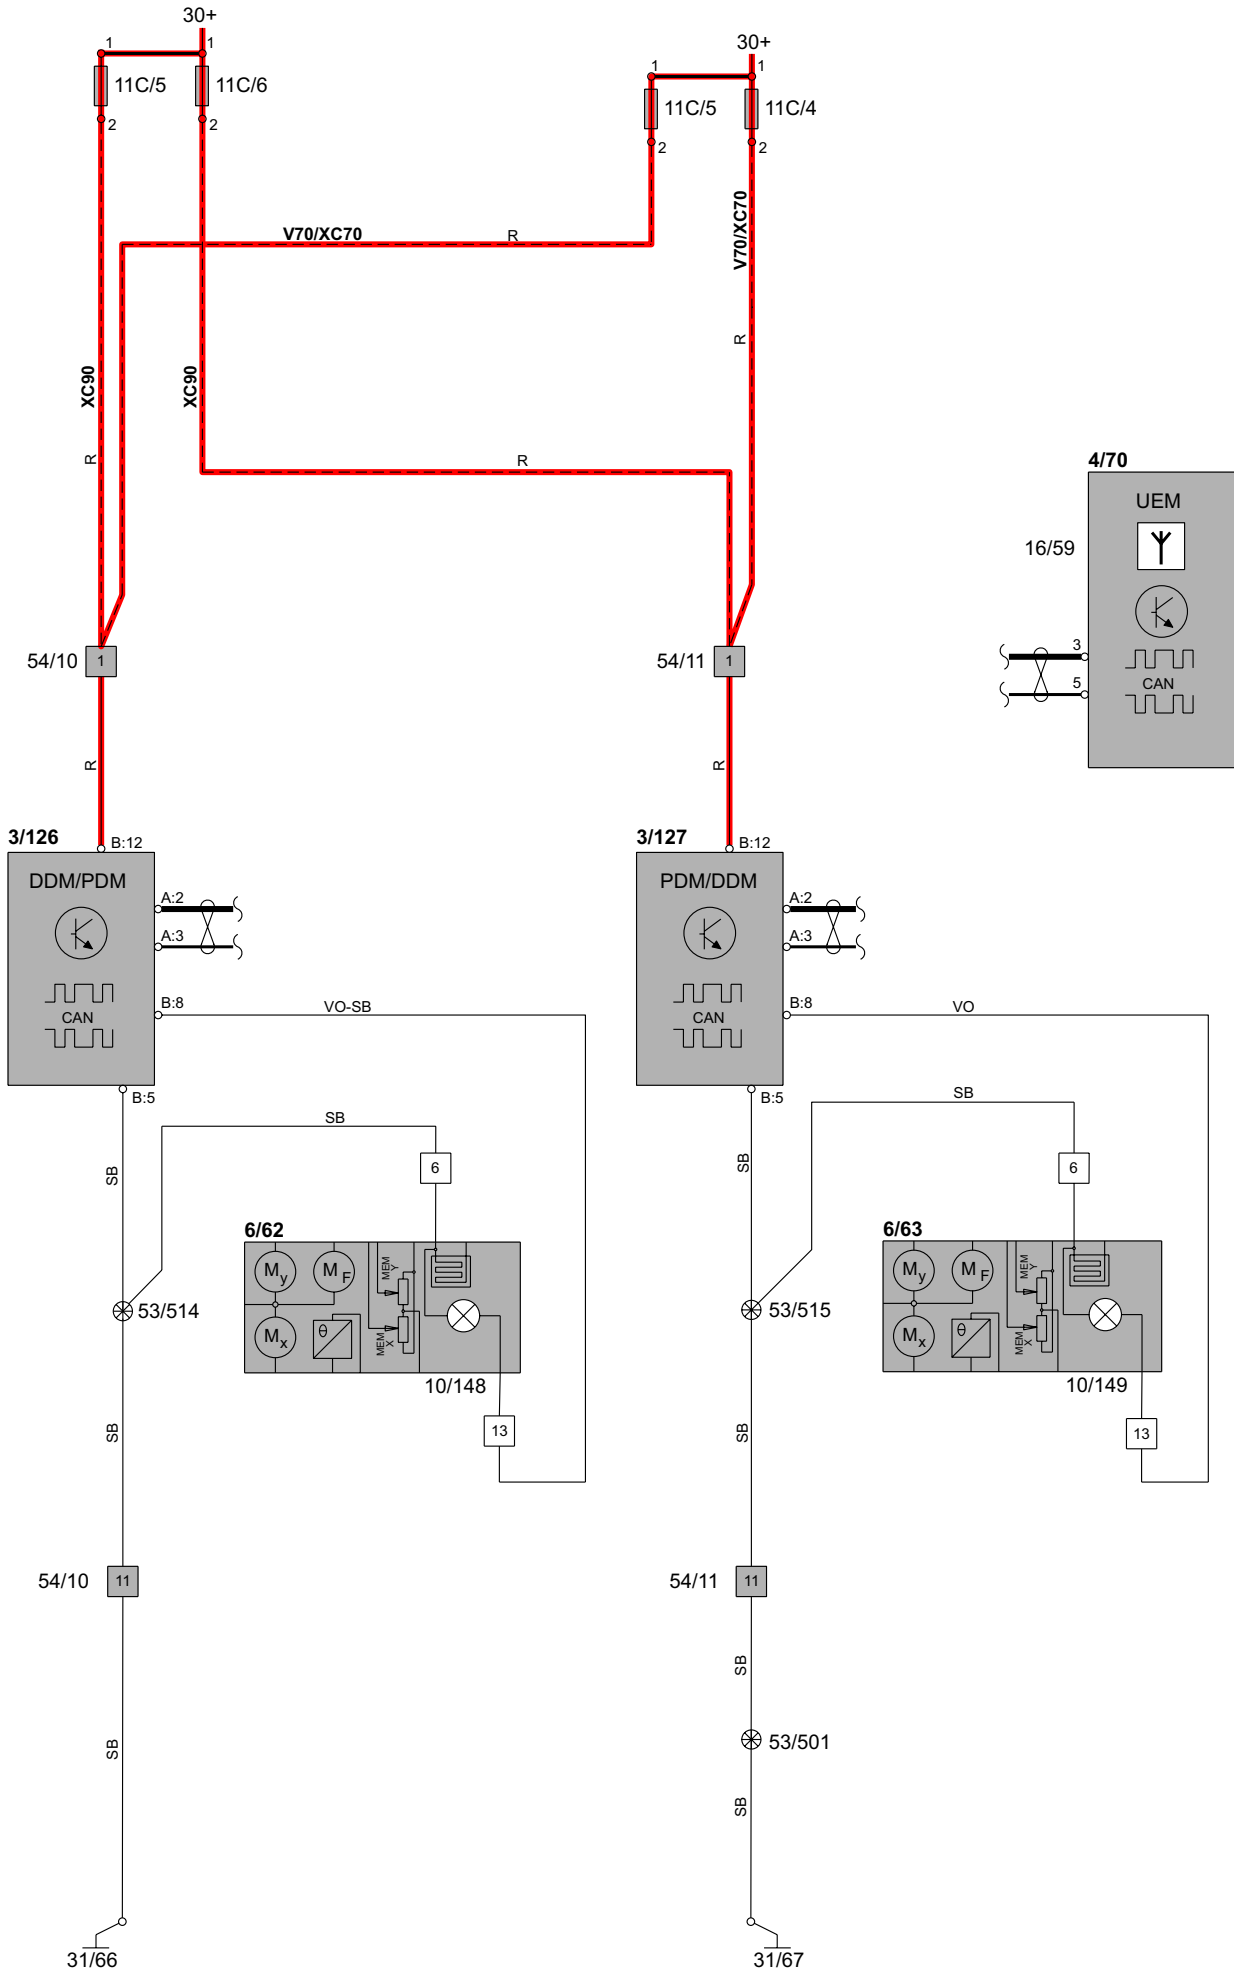 30+
1
1
11C/5
11C/6
2
2
30+
1
1
11C/5
11C/4
2
2
V70/XC70
R
V70/XC70
R
XC90
XC90
R
R
4/70
UEM
16/59
3
5
CAN
54/10
1
54/11
1
R
R
3/126
B:12
DDM/PDM
A:2
A:3
CAN
B:8
VO-SB
B:5
3/127
B:12
PDM/DDM
A:2
A:3
CAN
B:8
VO
B:5
SB
SB
6
SB
SB
6
6/62
My
MF
Mx
θ
MEM Y
MEM X
10/148
13
53/514
6/63
My
MF
Mx
θ
MEM Y
MEM X
10/149
13
53/515
SB
SB
54/10
11
54/11
11
SB
SB
53/501
SB
31/66
31/67